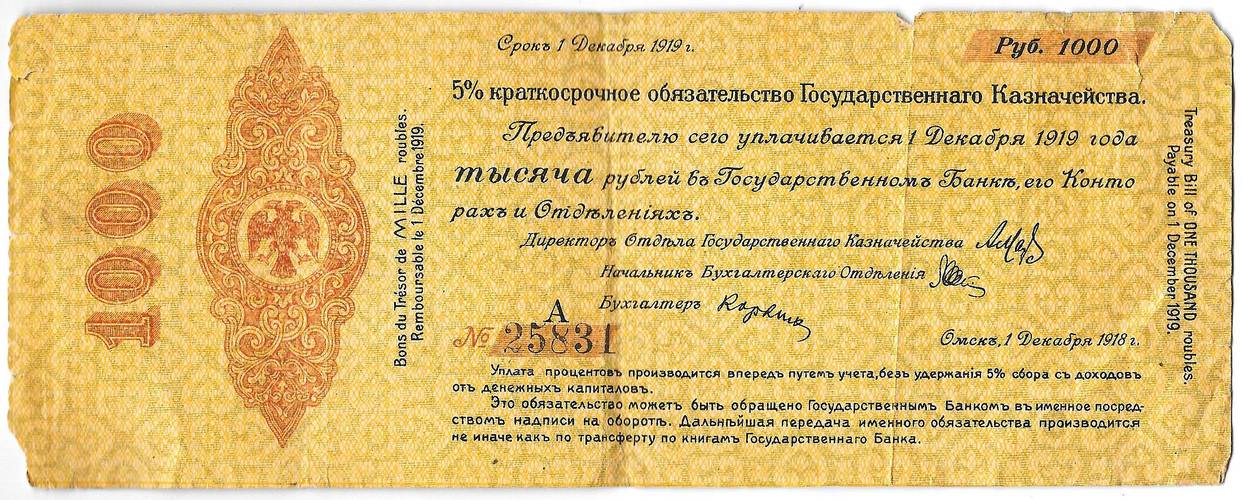 Срокъ 1 Декабря 1919 г.
Руб. 1000
5% краткосрочное обязательство Государственнаго Казначейства.
Предъявителю сего уплачивается 1 Декабря 1919 года
тысяча рублей въ Государственномъ Банкѣ, его Конто
рахъ и Отдѣленіяхъ.
Директоръ Отдѣла Государственнаго Казначейства
Начальникъ Бухгалтерскаго Отдѣленія
Бухгалтеръ
А
№ 25831
Омскъ, 1 Декабря 1918 г.
Уплата процентовъ производится впередъ путемъ учета, безъ удержанія 5% сбора съ доходовъ
отъ денежныхъ капиталовъ.
Это обязательство можетъ быть обращено Государственнымъ Банкомъ въ именное посред-
ствомъ надписи на оборотѣ. Дальнѣйшая передача именного обязательства производится
не иначе какъ по трансферту по книгамъ Государственнаго Банка.
1000
Bons du Trésor de MILLE roubles.
Remboursable le 1 Décembre 1919.
Treasury Bill of ONE THOUSAND roubles.
Payable on 1 December 1919.